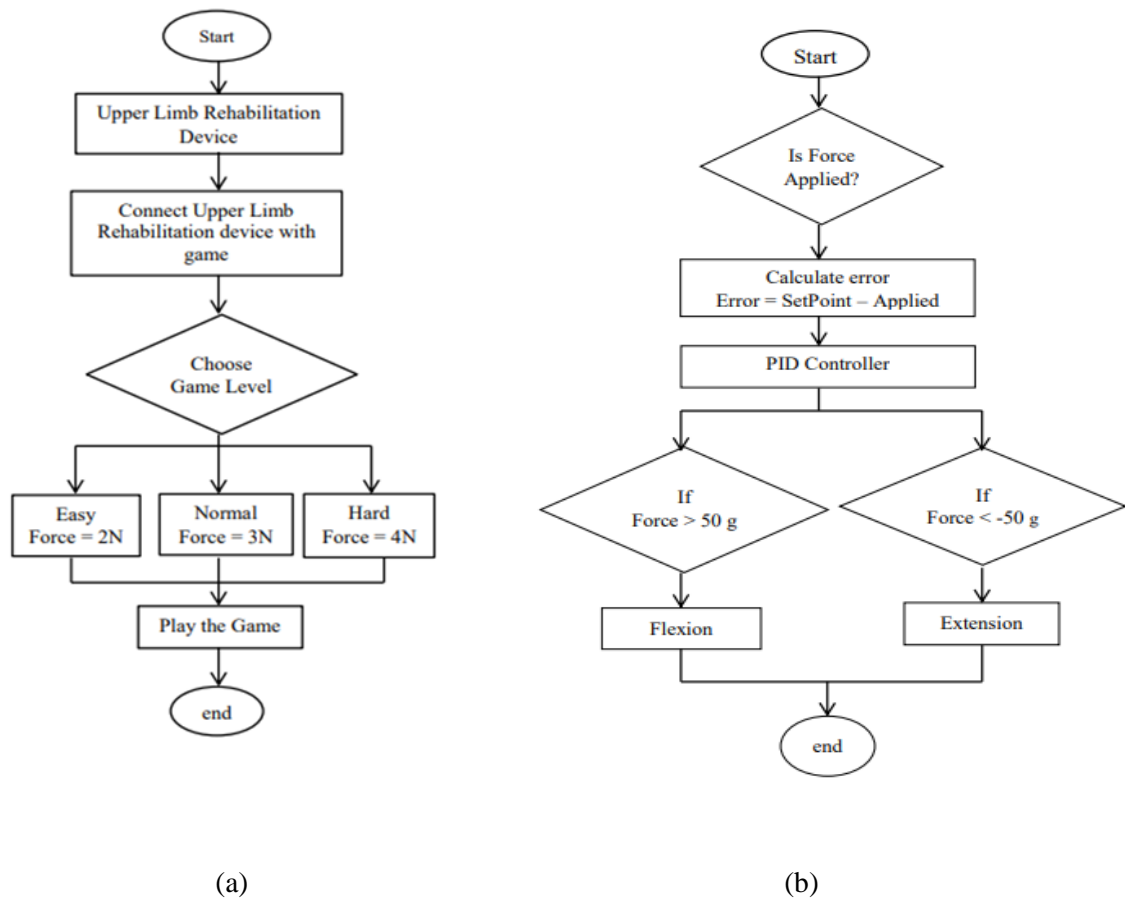 Start
Upper Limb Rehabilitation
Device
Connect Upper Limb
Rehabilitation device with
game
Choose
Game Level
Easy
Force = 2N
Normal
Force = 3N
Hard
Force = 4N
Play the Game
end
(a)
Start
Is Force
Applied?
Calculate error
Error = SetPoint – Applied
PID Controller
If
Force > 50 g
If
Force < -50 g
Flexion
Extension
end
(b)